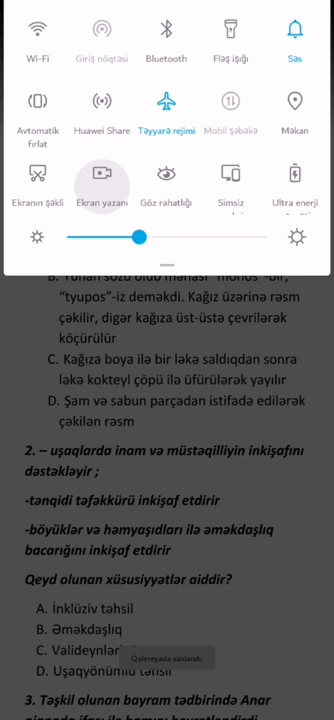 Wi-Fi
Giriş nöqtəsi
Bluetooth
Fləş işığı
Səs
Avtomatik fırlat
Huawei Share
Təyyarə rejimi
Mobil şəbəkə
Məkan
Ekranın şəkli
Ekran yazanı
Göz rahatlığı
Simsiz
Ultra enerji
B. Yunan sözü olub mənası "monos"-bir,
"tyupos"-iz deməkdi. Kağız üzərinə rəsm
çəkilir, digər kağıza üst-üstə çevrilərək
köçürülür
C. Kağıza boya ilə bir ləkə saldıqdan sonra
ləkə kokteyl çöpü ilə üfürülərək yayılır
D. Şam və sabun parçadan istifadə edilərək
çəkilən rəsm
2. – uşaqlarda inam və müstəqilliyin inkişafını
dəstəkləyir ;
-tənqidi təfəkkürü inkişaf etdirir
-böyüklər və həmyaşıdları ilə əməkdaşlıq
bacarığını inkişaf etdirir
Qeyd olunan xüsusiyyətlər aiddir?
A. İnklüziv təhsil
B. Əməkdaşlıq
C. Valideynlər
Qalereyada saxlandı.
D. Uşaqyönümlü təhsil
3. Təşkil olunan bayram tədbirində Anar